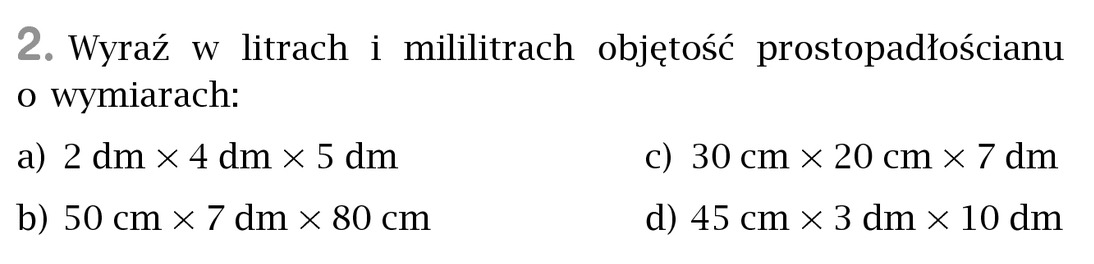 2. Wyraź w litrach i mililitrach objętość prostopadłościanu
o wymiarach:
a) 2 dm × 4 dm × 5 dm
b) 50 cm × 7 dm × 80 cm
c) 30 cm × 20 cm × 7 dm
d) 45 cm × 3 dm × 10 dm